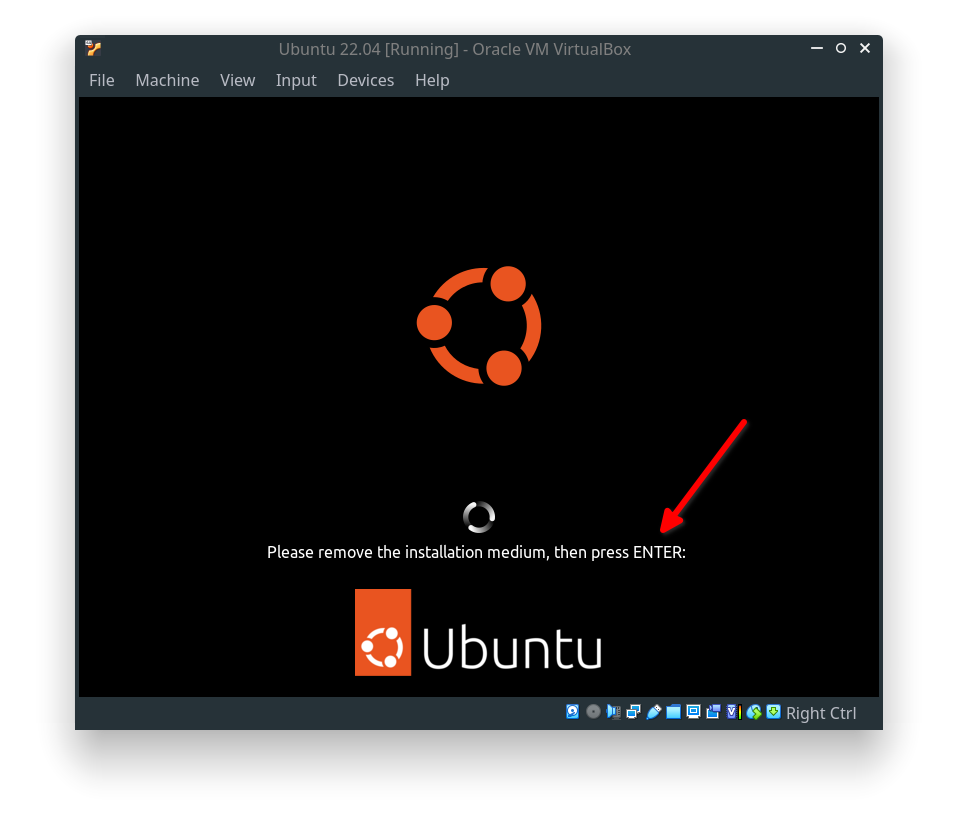 Ubuntu 22.04 [Running] - Oracle VM VirtualBox
File Machine View Input Devices Help
Please remove the installation medium, then press ENTER:
Ubuntu
Right Ctrl